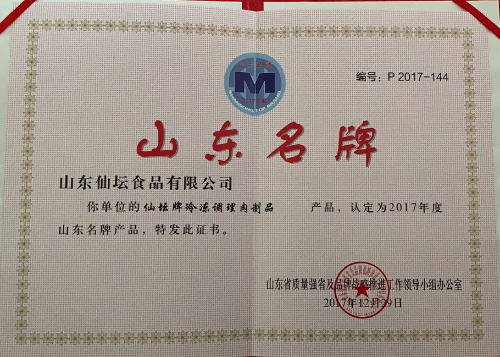 M
编号：P 2017-144
山东名牌
山东仙坛食品有限公司
你单位的仙坛牌冷冻调理肉制品 产品，认定为2017年度
山东名牌产品，特发此证书。
山东省质量强省及品牌战略推进工作领导小组办公室
2017年12月29日